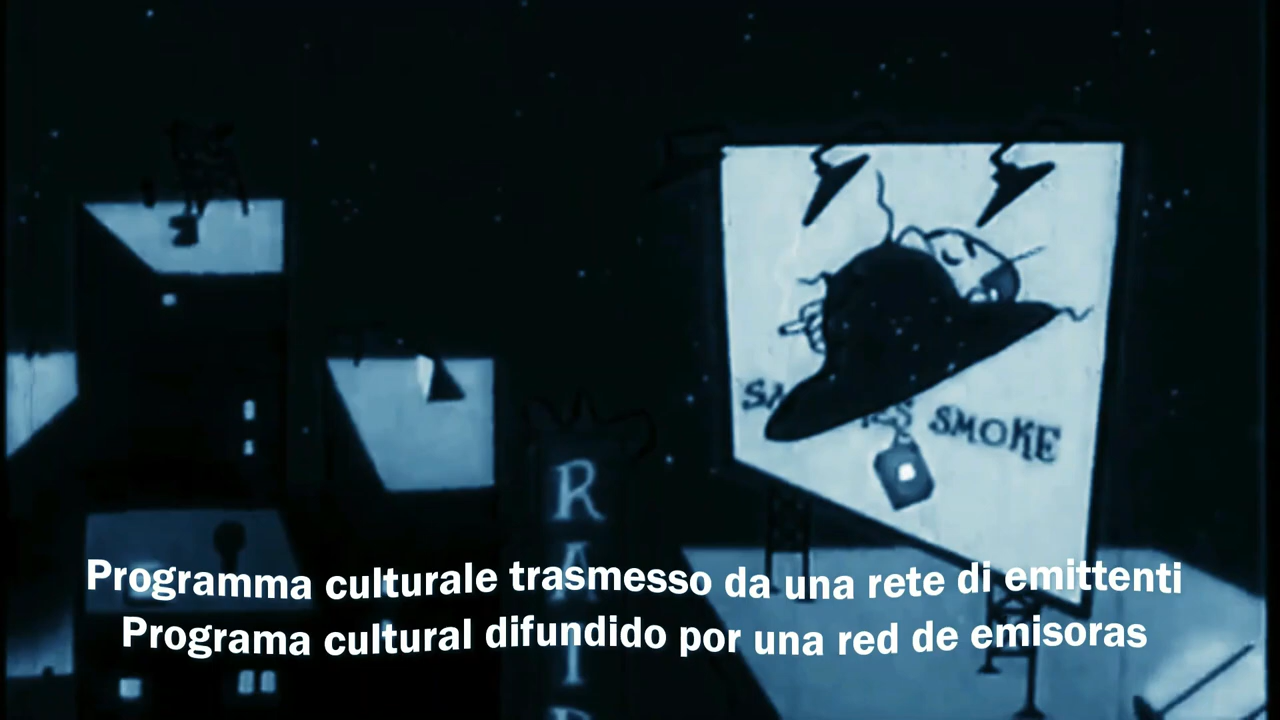 SMOKE
R
A
I
Programma culturale trasmesso da una rete di emittenti
Programa cultural difundido por una red de emisoras